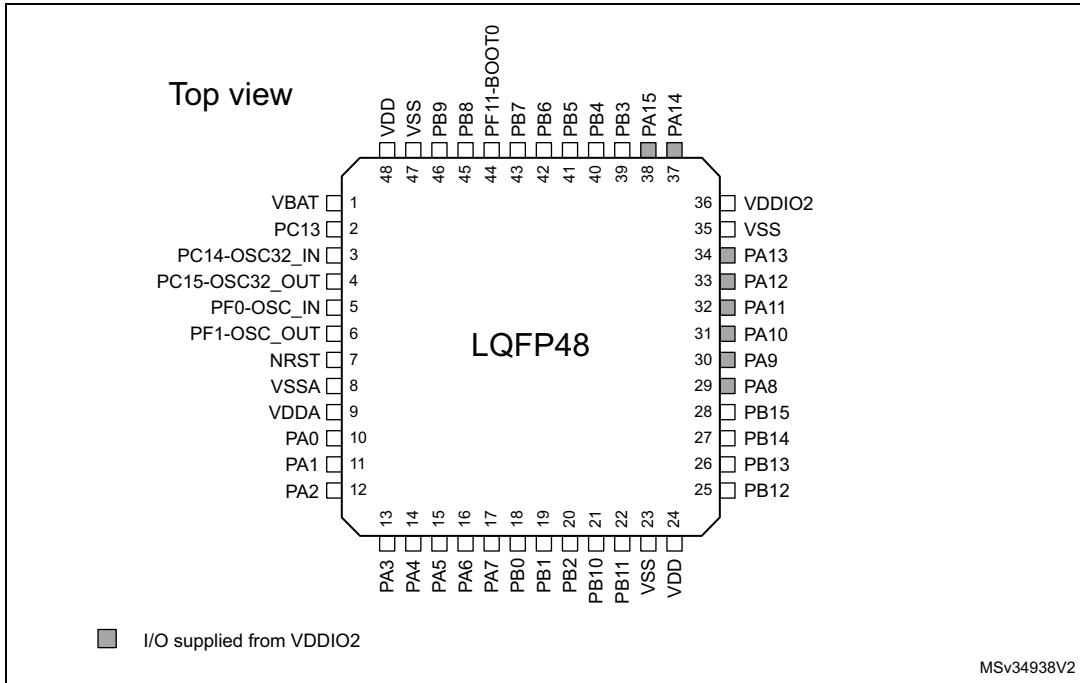 Top view
48 VDD
47 VSS
46 PB9
45 PB8
44 PF11-BOOT0
43 PB7
42 PB6
41 PB5
40 PB4
39 PB3
38 PA15
37 PA14
VBAT 1
PC13 2
PC14-OSC32_IN 3
PC15-OSC32_OUT 4
PF0-OSC_IN 5
PF1-OSC_OUT 6
NRST 7
VSSA 8
VDDA 9
PA0 10
PA1 11
PA2 12
LQFP48
36 VDDIO2
35 VSS
34 PA13
33 PA12
32 PA11
31 PA10
30 PA9
29 PA8
28 PB15
27 PB14
26 PB13
25 PB12
PA3 13
PA4 14
PA5 15
PA6 16
PA7 17
PB0 18
PB1 19
PB2 20
PB10 21
PB11 22
VSS 23
VDD 24
I/O supplied from VDDIO2
MSv34938V2